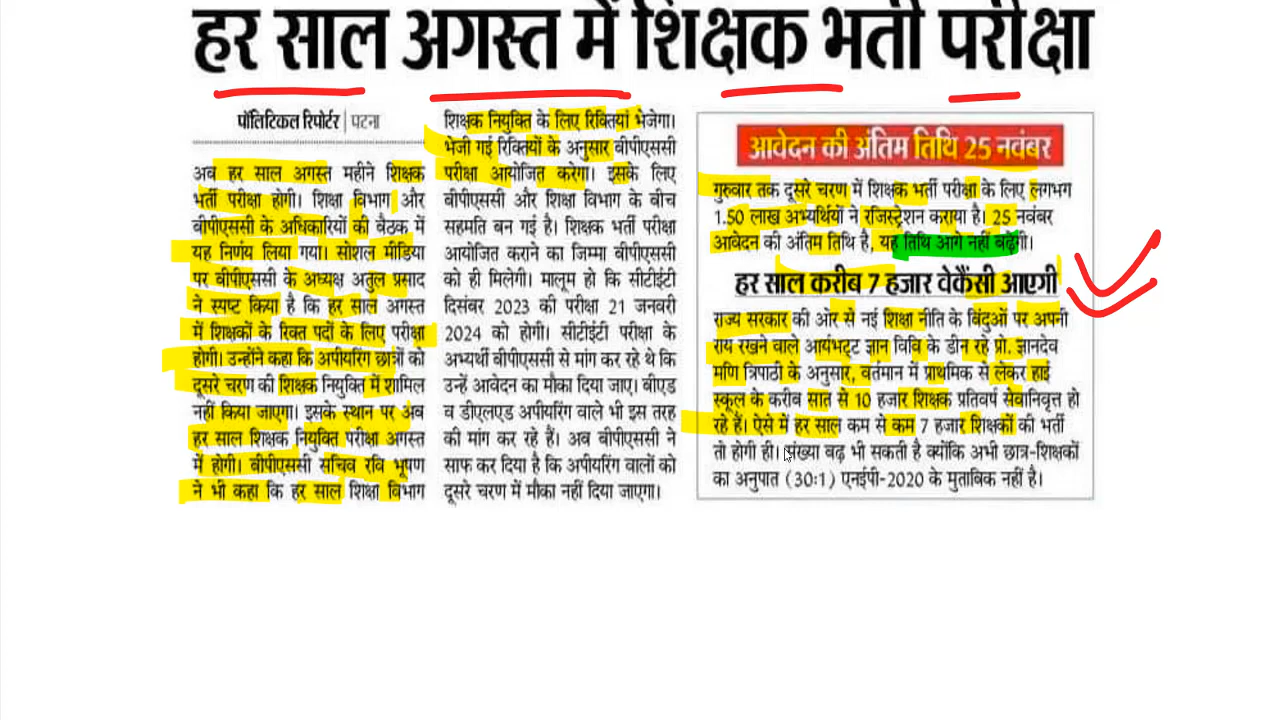 हर साल अगस्त में शिक्षक भर्ती परीक्षा
पॉलिटिकल रिपोर्टर | पटना
अब हर साल अगस्त महीने शिक्षक
भर्ती परीक्षा होगी। शिक्षा विभाग और
बीपीएससी के अधिकारियों की बैठक में
यह निर्णय लिया गया। सोशल मीडिया
पर बीपीएससी के अध्यक्ष अतुल प्रसाद
ने स्पष्ट किया है कि हर साल अगस्त
में शिक्षकों के रिक्त पदों के लिए परीक्षा
होगी। उन्होंने कहा कि अपीयरिंग छात्रों को
दूसरे चरण की शिक्षक नियुक्ति में शामिल
नहीं किया जाएगा। इसके स्थान पर अब
हर साल शिक्षक नियुक्ति परीक्षा अगस्त
में होगी। बीपीएससी सचिव रवि भूषण
ने भी कहा कि हर साल शिक्षा विभाग
शिक्षक नियुक्ति के लिए रिक्तियां भेजेगा।
भेजी गई रिक्तियों के अनुसार बीपीएससी
परीक्षा आयोजित करेगा। इसके लिए
बीपीएससी और शिक्षा विभाग के बीच
सहमति बन गई है। शिक्षक भर्ती परीक्षा
आयोजित कराने का जिम्मा बीपीएससी
को ही मिलेगी। मालूम हो कि सीटीईटी
दिसंबर 2023 की परीक्षा 21 जनवरी
2024 को होगी। सीटीईटी परीक्षा के
अभ्यर्थी बीपीएससी से मांग कर रहे थे कि
उन्हें आवेदन का मौका दिया जाए। बीएड
व डीएलएड अपीयरिंग वाले भी इस तरह
की मांग कर रहे हैं। अब बीपीएससी ने
साफ कर दिया है कि अपीयरिंग वालों को
दूसरे चरण में मौका नहीं दिया जाएगा।
आवेदन की अंतिम तिथि 25 नवंबर
गुरुवार तक दूसरे चरण में शिक्षक भर्ती परीक्षा के लिए लगभग
1.50 लाख अभ्यर्थियों ने रजिस्ट्रेशन कराया है। 25 नवंबर
आवेदन की अंतिम तिथि है, यह तिथि आगे नहीं बढ़ेगी।
हर साल करीब 7 हजार वेकैंसी आएगी
राज्य सरकार की ओर से नई शिक्षा नीति के बिंदुओं पर अपनी
राय रखने वाले आर्यभट्ट ज्ञान विवि के डीन रहे प्रो. ज्ञानदेव
मणि त्रिपाठी के अनुसार, वर्तमान में प्राथमिक से लेकर हाई
स्कूल के करीब सात से 10 हजार शिक्षक प्रतिवर्ष सेवानिवृत्त हो
रहे हैं। ऐसे में हर साल कम से कम 7 हजार शिक्षकों की भर्ती
तो होगी ही। संख्या बढ़ भी सकती है क्योंकि अभी छात्र-शिक्षकों
का अनुपात (30:1) एनईपी-2020 के मुताबिक नहीं है।